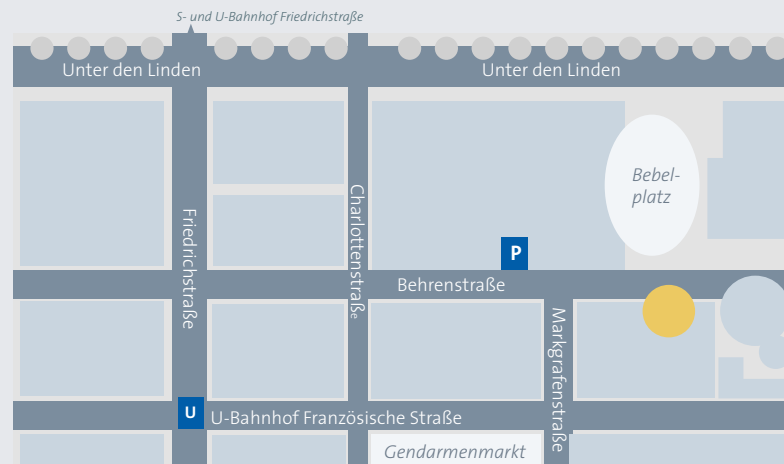 S- und U-Bahnhof Friedrichstraße
Unter den Linden
Unter den Linden
Bebel-
platz
Friedrichstraße
Charlottenstraße
P
Behrenstraße
Markgrafenstraße
U
U-Bahnhof Französische Straße
Gendarmenmarkt